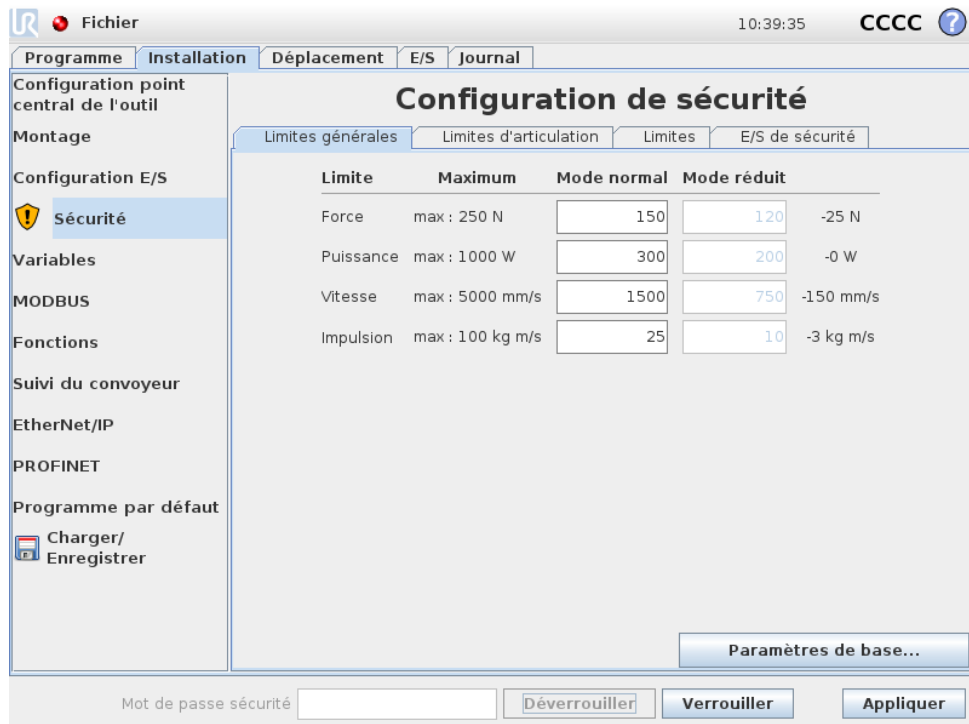 UR Fichier 10:39:35 CCCC ?
Programme Installation Déplacement E/S Journal
Configuration point
central de l'outil
Montage
Configuration E/S
Sécurité
Variables
MODBUS
Fonctions
Suivi du convoyeur
EtherNet/IP
PROFINET
Programme par défaut
Charger/
Enregistrer
Configuration de sécurité
Limites générales Limites d'articulation Limites E/S de sécurité
Limite Maximum Mode normal Mode réduit
Force max : 250 N 150 120 -25 N
Puissance max : 1000 W 300 200 -0 W
Vitesse max : 5000 mm/s 1500 750 -150 mm/s
Impulsion max : 100 kg m/s 25 10 -3 kg m/s
Paramètres de base...
Mot de passe sécurité Déverrouiller Verrouiller Appliquer